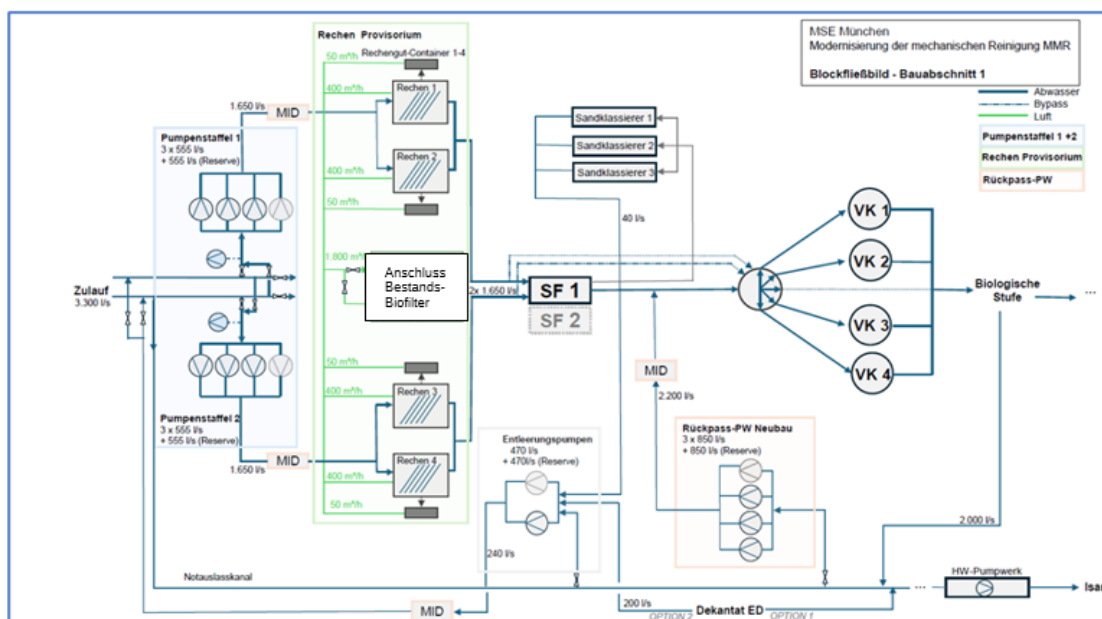 MSE München
Modernisierung der mechanischen Reinigung MMR
Blockfließbild - Bauabschnitt 1
Abwasser
Bypass
Luft
Pumpenstaffel 1 +2
Rechen Provisorium
Rückpass-PW
Rechen Provisorium
Rechengut-Container 1-4
50 m³/h
400 m³/h
Rechen 1
1.650 l/s
MID
Pumpenstaffel 1
3 x 555 l/s
+ 555 l/s (Reserve)
Rechen 2
400 m³/h
50 m³/h
Sandklassierer 1
Sandklassierer 2
Sandklassierer 3
40 l/s
1.800 m³/h
Anschluss
Bestands-
Biofilter
2x 1.650 l/s
SF 1
SF 2
VK 1
VK 2
VK 3
VK 4
Biologische
Stufe
...
Zulauf
3.300 l/s
50 m³/h
400 m³/h
Rechen 3
MID
2.200 l/s
Pumpenstaffel 2
3 x 555 l/s
+ 555 l/s (Reserve)
1.650 l/s
MID
Rechen 4
400 m³/h
50 m³/h
Entleerungspumpen
470 l/s
+ 470l/s (Reserve)
Rückpass-PW Neubau
3 x 850 l/s
+ 850 l/s (Reserve)
2.000 l/s
240 l/s
Notauslasskanal
HW-Pumpwerk
...
Isar
MID
200 l/s
OPTION 2
Dekantat ED
OPTION 1